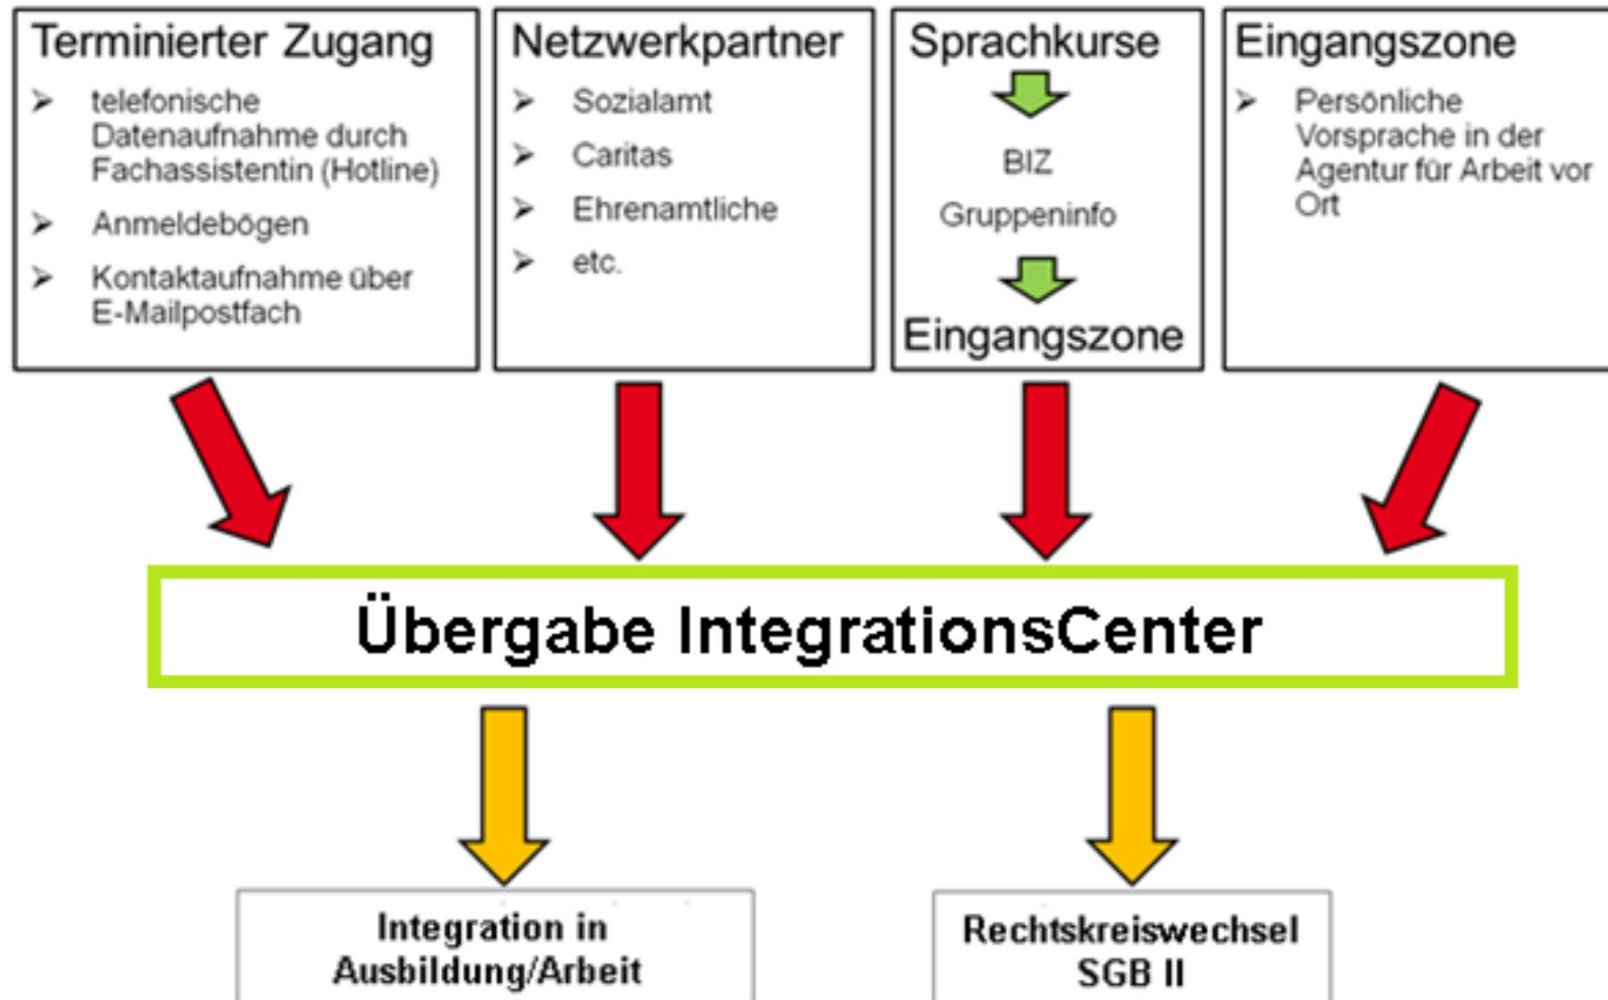 Terminierter Zugang
telefonische
Datenaufnahme durch
Fachassistentin (Hotline)
Anmeldebögen
Kontaktaufnahme über
E-Mailpostfach
Netzwerkpartner
Sozialamt
Caritas
Ehrenamtliche
etc.
Sprachkurse
BIZ
Gruppeninfo
Eingangszone
Eingangszone
Persönliche
Vorsprache in der
Agentur für Arbeit vor
Ort
Übergabe IntegrationsCenter
Integration in
Ausbildung/Arbeit
Rechtskreiswechsel
SGB II